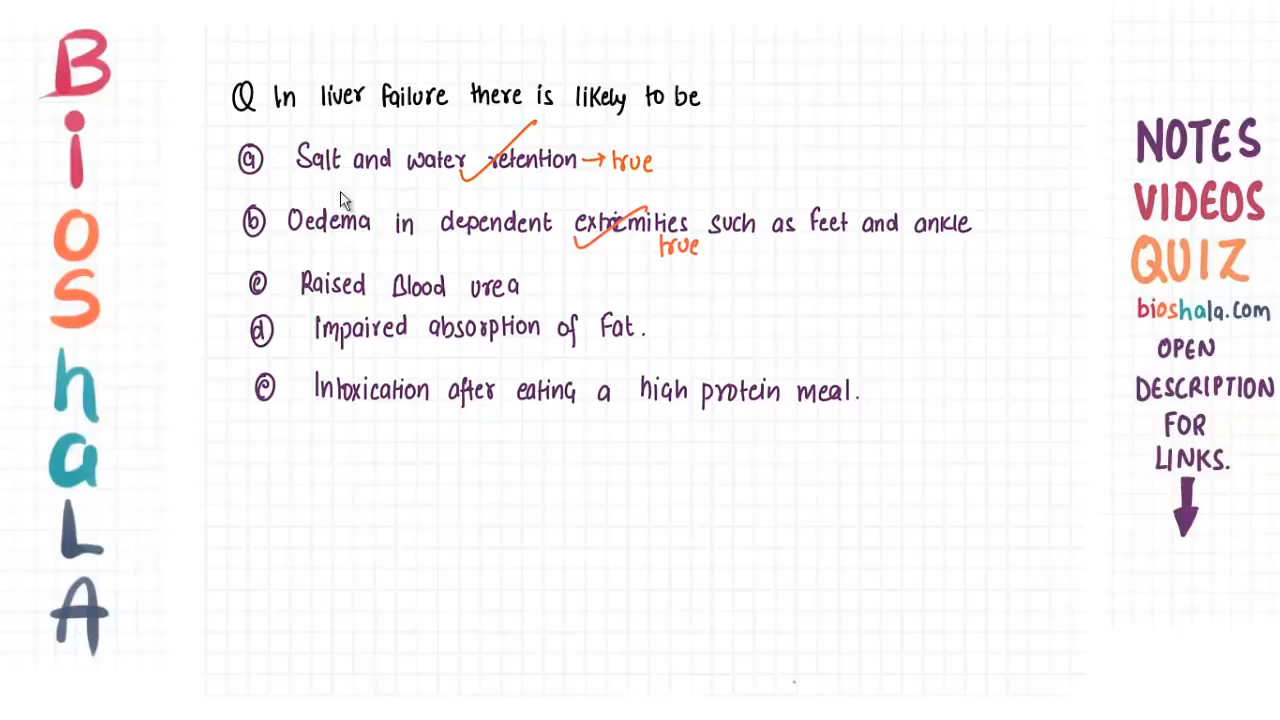 BIOShaLA
Q In liver failure there is likely to be
a Salt and water retention → true
b Oedema in dependent extremities such as feet and ankle
true
c Raised Blood urea
d Impaired absorption of Fat.
e Intoxication after eating a high protein meal.
NOTES
VIDEOS
QUIZ
bioshala.com
OPEN
DESCRIPTION
FOR
LINKS.